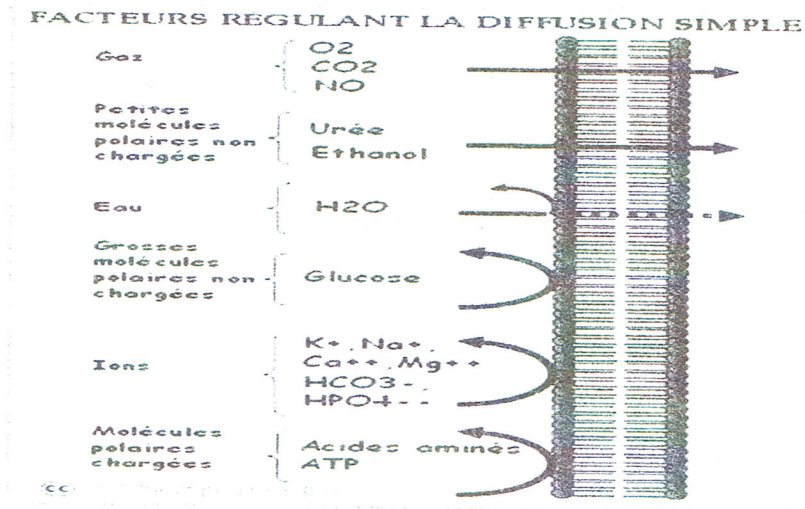 FACTEURS REGULANT LA DIFFUSION SIMPLE
Gaz
O2
CO2
NO
Petites
molécules
polaires non
chargées
Urée
Ethanol
Eau
H2O
Grosses
molécules
polaires non
chargées
Glucose
Ions
K+, Na+,
Ca++, Mg++
HCO3-,
HPO4--
Molécules
polaires
chargées
Acides aminés
ATP
cc